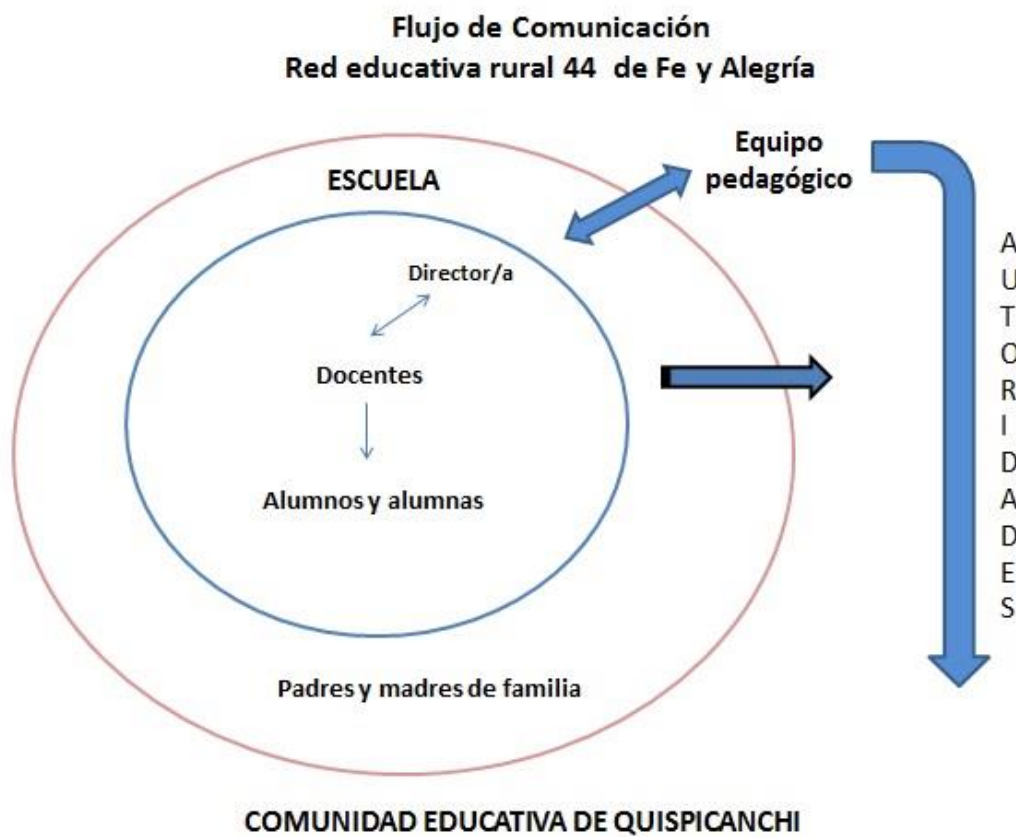 Flujo de Comunicación
Red educativa rural 44 de Fe y Alegría
Equipo
pedagógico
ESCUELA
Director/a
Docentes
Alumnos y alumnas
Padres y madres de familia
AUTORIDADES
COMUNIDAD EDUCATIVA DE QUISPICANCHI